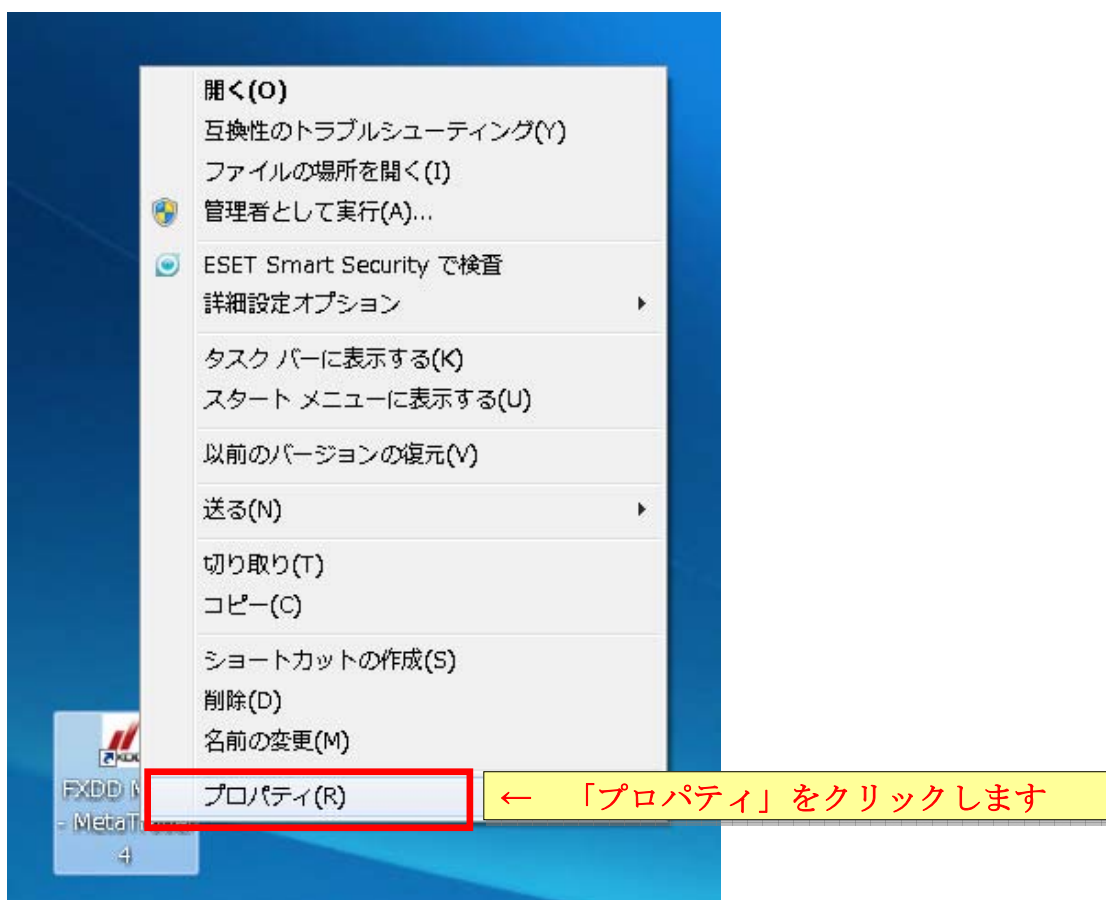 開く(O)
互換性のトラブルシューティング(Y)
ファイルの場所を開く(I)
管理者として実行(A)...
ESET Smart Security で検査
詳細設定オプション
タスク バーに表示する(K)
スタート メニューに表示する(U)
以前のバージョンの復元(V)
送る(N)
切り取り(T)
コピー(C)
ショートカットの作成(S)
削除(D)
名前の変更(M)
プロパティ(R)
← 「プロパティ」をクリックします
FXDD
- MetaT
4